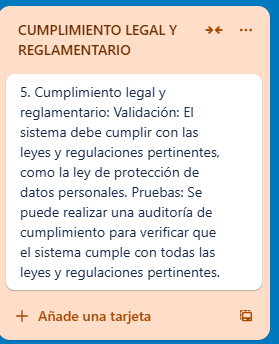 CUMPLIMIENTO LEGAL Y
REGLAMENTARIO
5. Cumplimiento legal y
reglamentario: Validación: El
sistema debe cumplir con las
leyes y regulaciones pertinentes,
como la ley de protección de
datos personales. Pruebas: Se
puede realizar una auditoría de
cumplimiento para verificar que
el sistema cumple con todas las
leyes y regulaciones pertinentes.
Añade una tarjeta